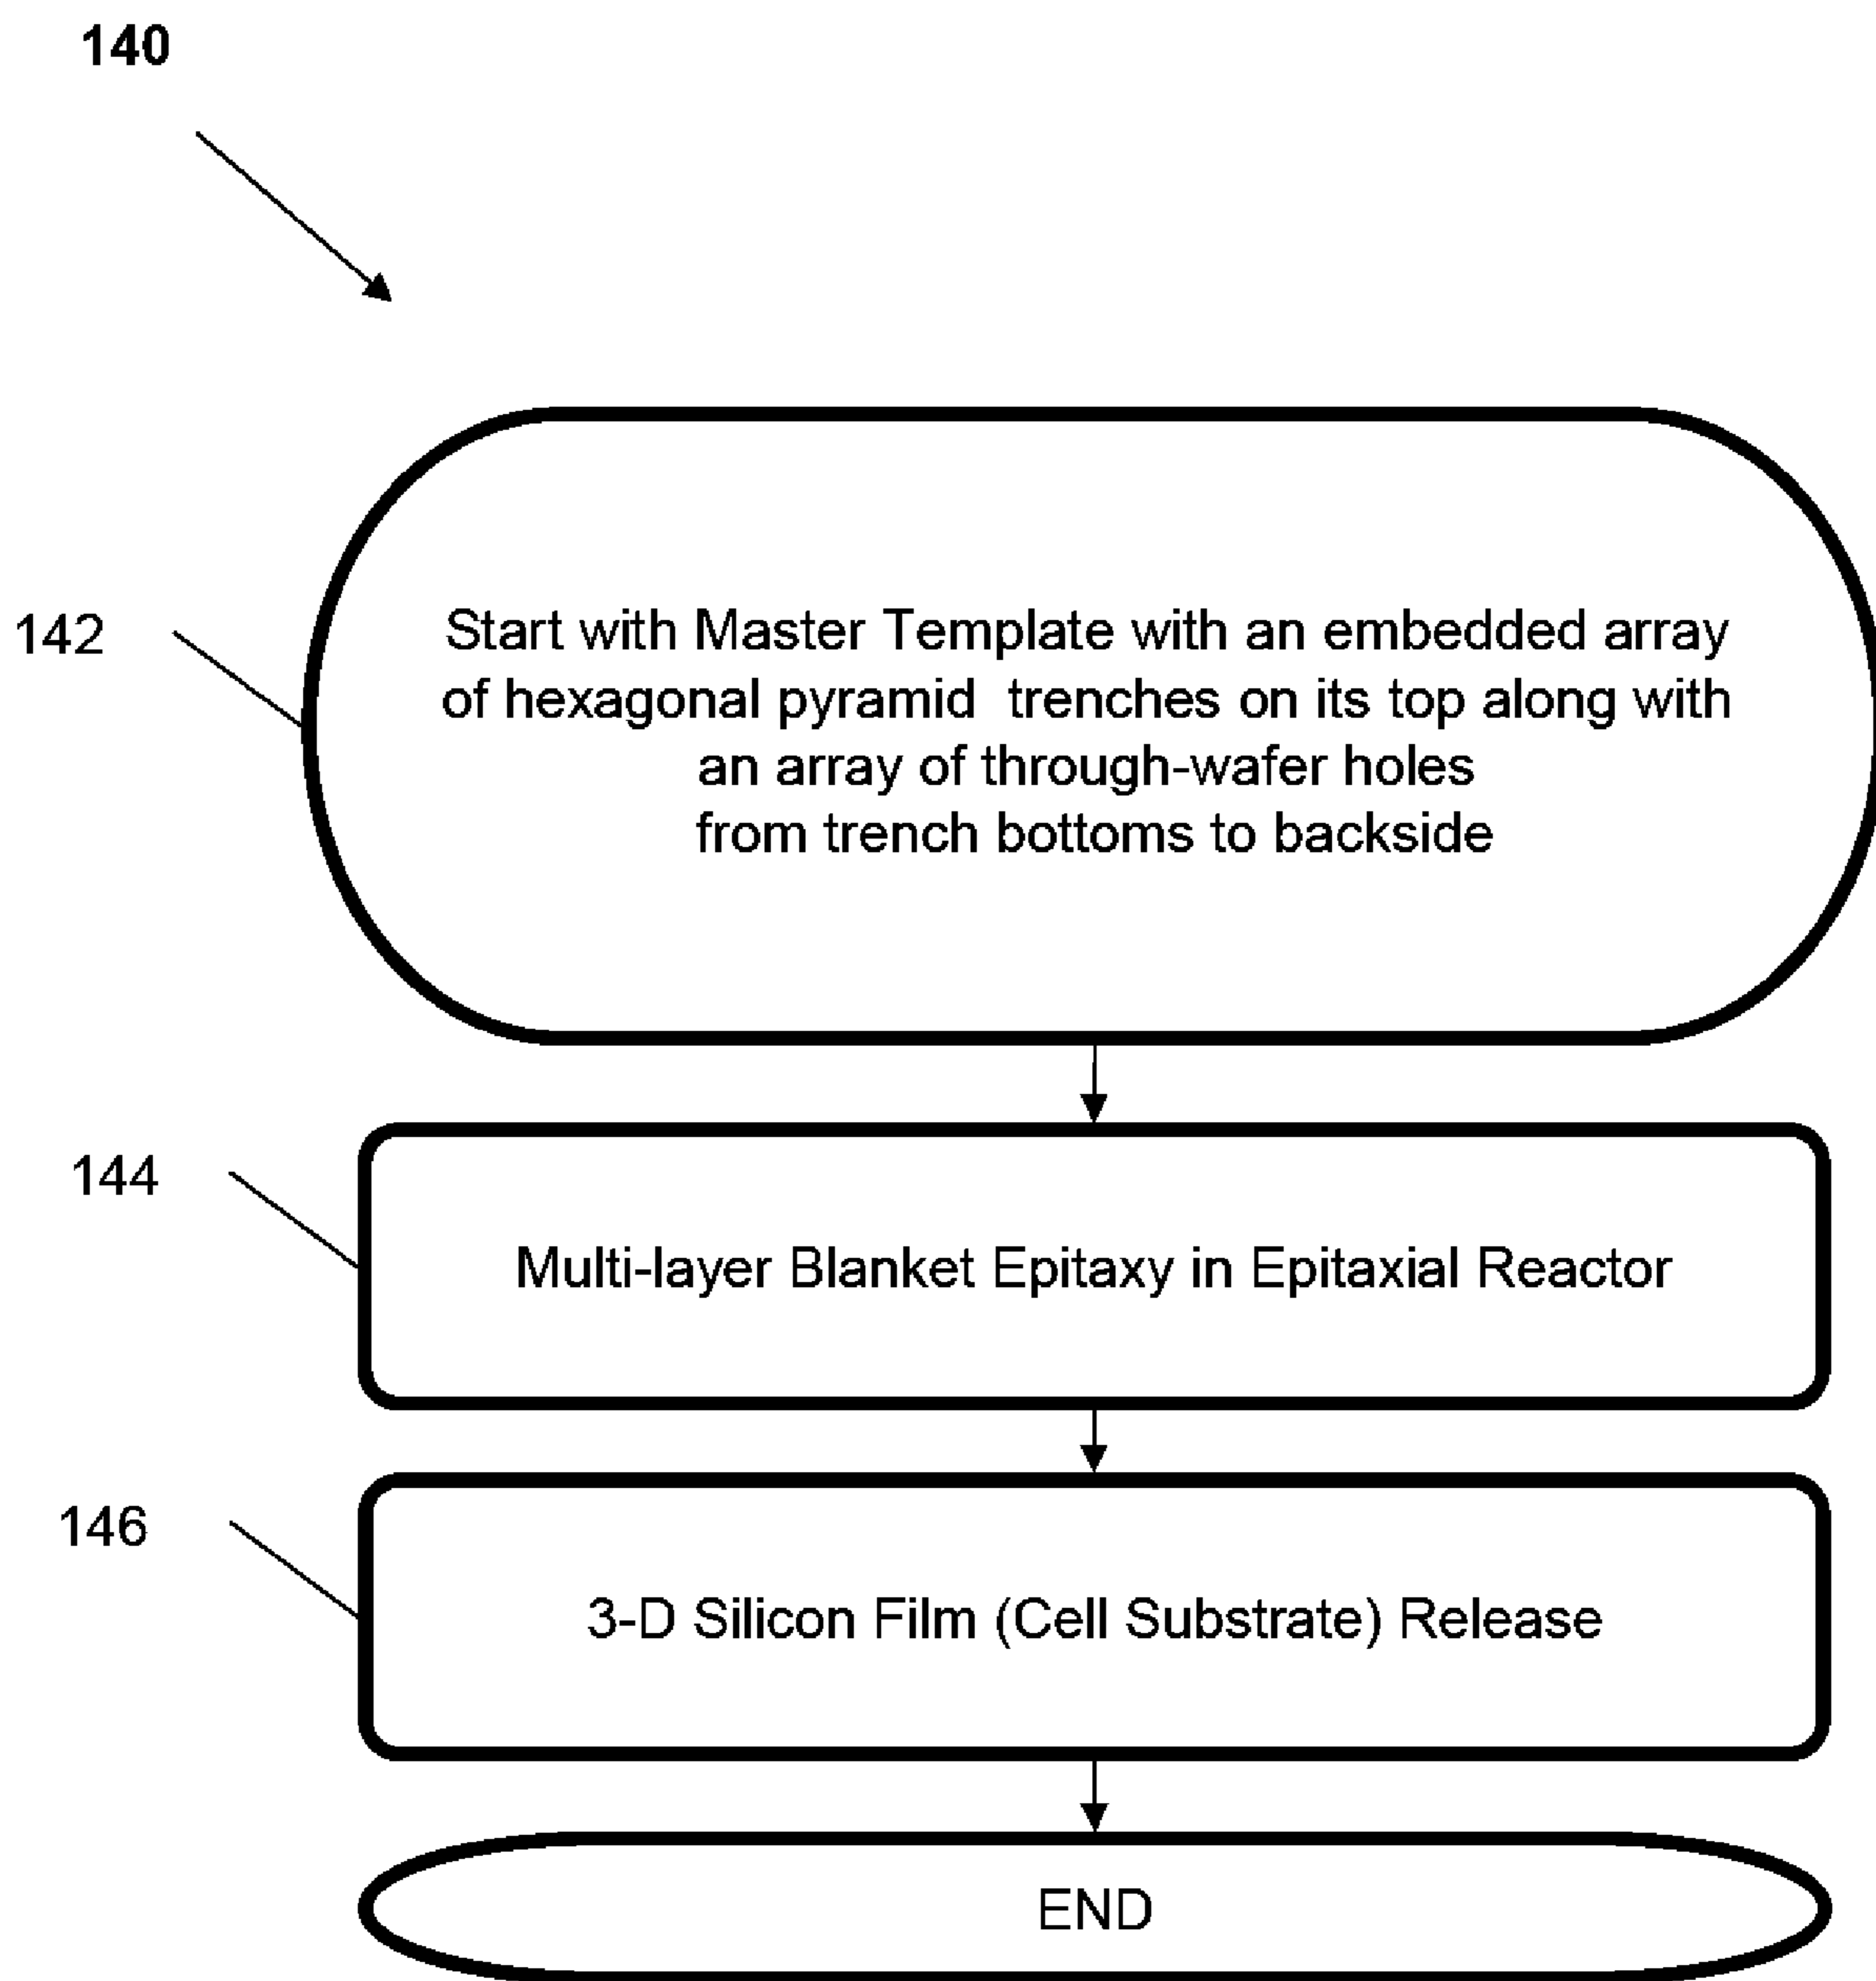 140
142
Start with Master Template with an embedded array
of hexagonal pyramid trenches on its top along with
an array of through-wafer holes
from trench bottoms to backside
144
Multi-layer Blanket Epitaxy in Epitaxial Reactor
146
3-D Silicon Film (Cell Substrate) Release
END